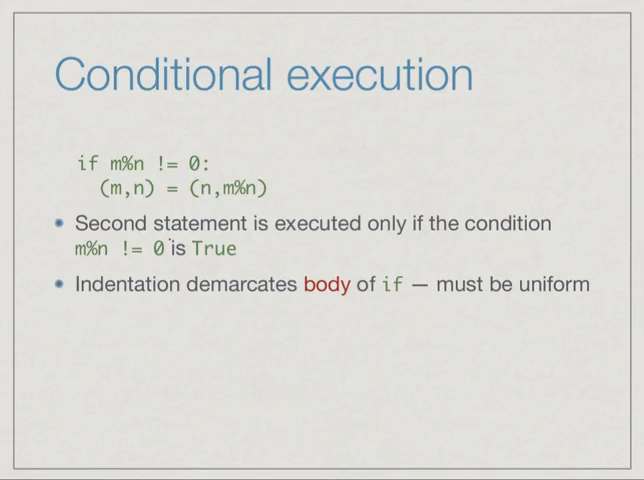 Conditional execution
if m%n != 0:
(m,n) = (n,m%n)
Second statement is executed only if the condition
m%n != 0 is True
Indentation demarcates body of if — must be uniform